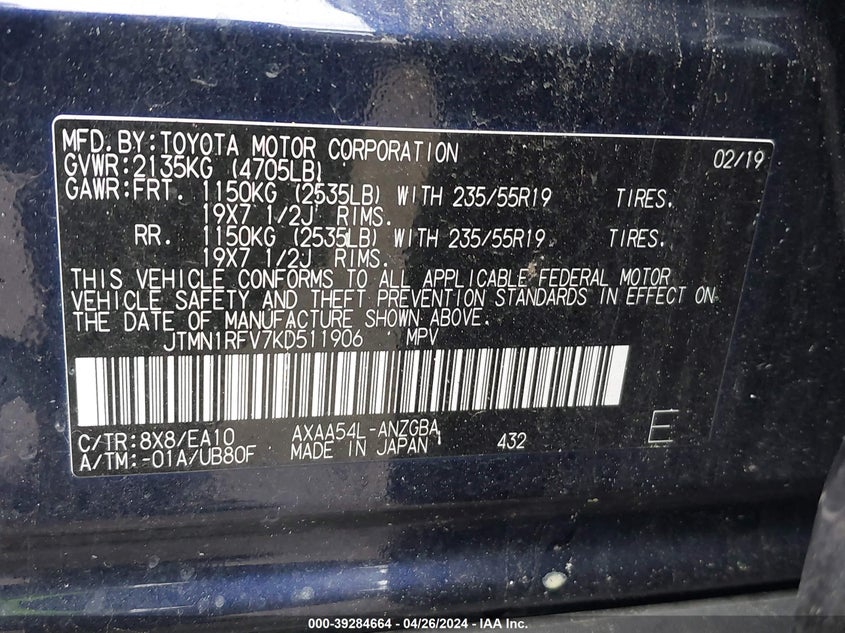 MFD.BY:TOYOTA MOTOR CORPORATION 02/19
GVWR:2135KG (4705LB)
GAWR:FRT. 1150KG (2535LB) WITH 235/55R19 TIRES.
19X7 1/2J RIMS.
RR. 1150KG (2535LB) WITH 235/55R19 TIRES.
19X7 1/2J RIMS.
THIS VEHICLE CONFORMS TO ALL APPLICABLE FEDERAL MOTOR
VEHICLE SAFETY AND THEFT PREVENTION STANDARDS IN EFFECT ON
THE DATE OF MANUFACTURE SHOWN ABOVE.
JTMN1RFV7KD511906 MPV
C/TR:8X8/EA10 AXAA54L-ANZGBA 432 E
A/TM:-01A/UB80F MADE IN JAPAN
000-39284664 / 04/26/2024 / © IAA Inc.